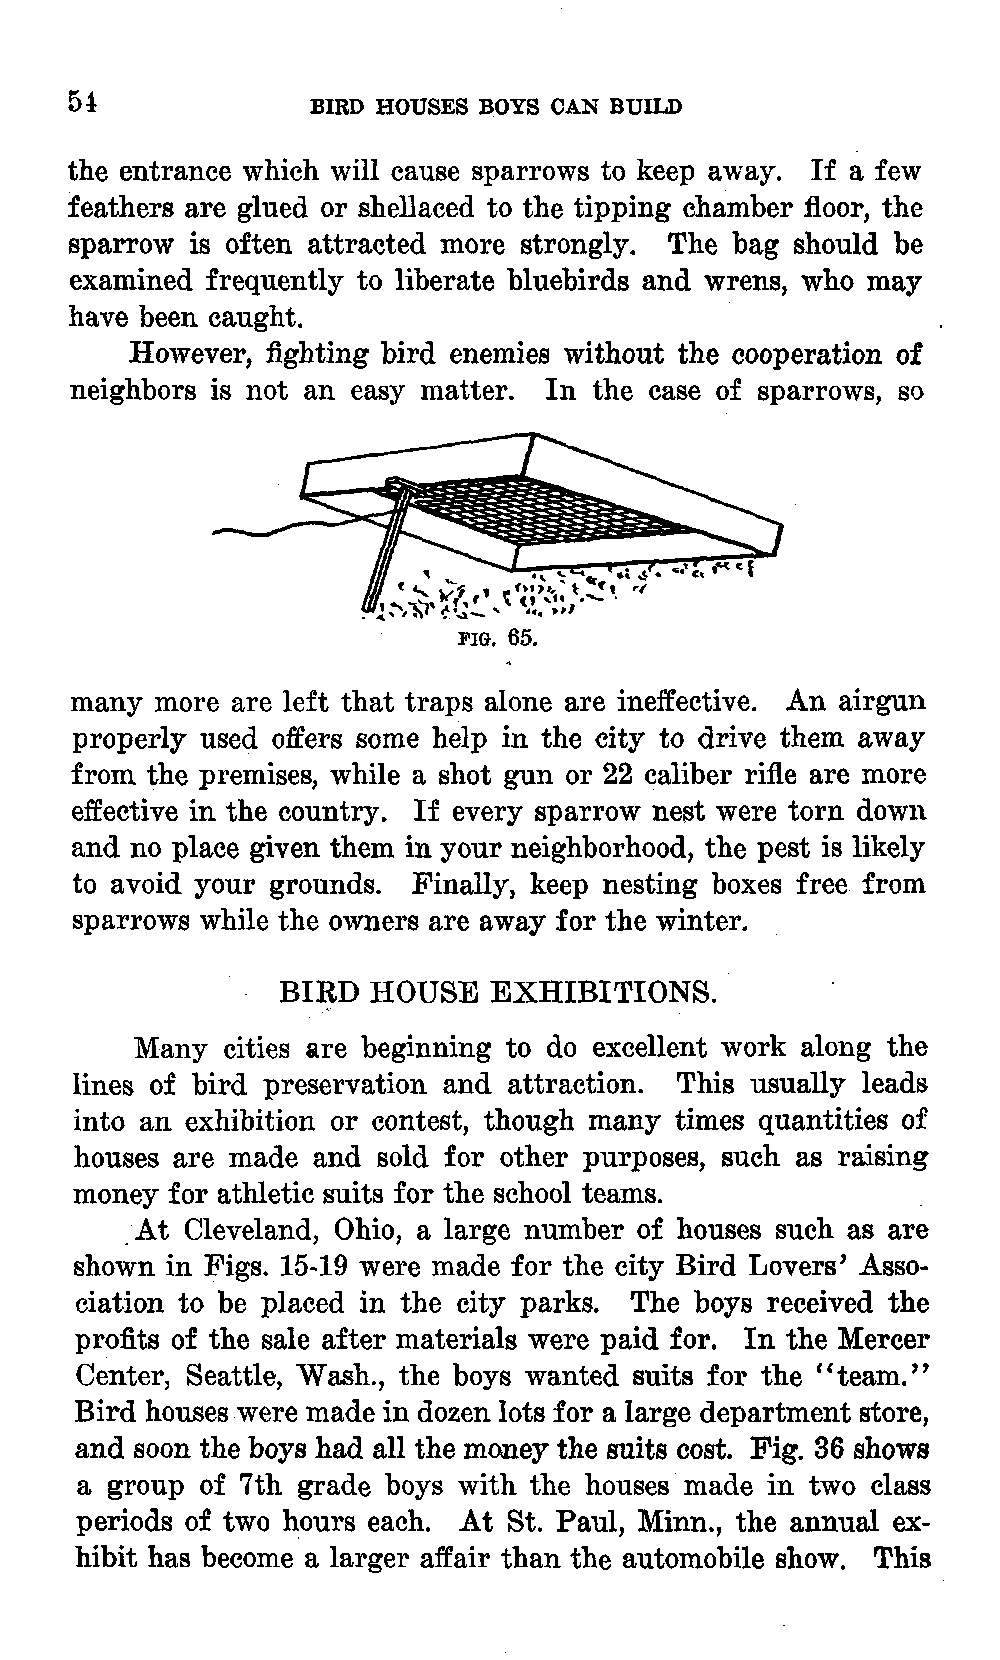 54 BIRD HOUSES BOYS CAN BUILD
the entrance which will cause sparrows to keep away. If a few
feathers are glued or shellaced to the tipping chamber floor, the
sparrow is often attracted more strongly. The bag should be
examined frequently to liberate bluebirds and wrens, who may
have been caught.
However, fighting bird enemies without the cooperation of
neighbors is not an easy matter. In the case of sparrows, so
FIG. 65.
many more are left that traps alone are ineffective. An airgun
properly used offers some help in the city to drive them away
from the premises, while a shot gun or 22 caliber rifle are more
effective in the country. If every sparrow nest were torn down
and no place given them in your neighborhood, the pest is likely
to avoid your grounds. Finally, keep nesting boxes free from
sparrows while the owners are away for the winter.
BIRD HOUSE EXHIBITIONS.
Many cities are beginning to do excellent work along the
lines of bird preservation and attraction. This usually leads
into an exhibition or contest, though many times quantities of
houses are made and sold for other purposes, such as raising
money for athletic suits for the school teams.
At Cleveland, Ohio, a large number of houses such as are
shown in Figs. 15-19 were made for the city Bird Lovers' Asso-
ciation to be placed in the city parks. The boys received the
profits of the sale after materials were paid for. In the Mercer
Center, Seattle, Wash., the boys wanted suits for the "team."
Bird houses were made in dozen lots for a large department store,
and soon the boys had all the money the suits cost. Fig. 36 shows
a group of 7th grade boys with the houses made in two class
periods of two hours each. At St. Paul, Minn., the annual ex-
hibit has become a larger affair than the automobile show. This